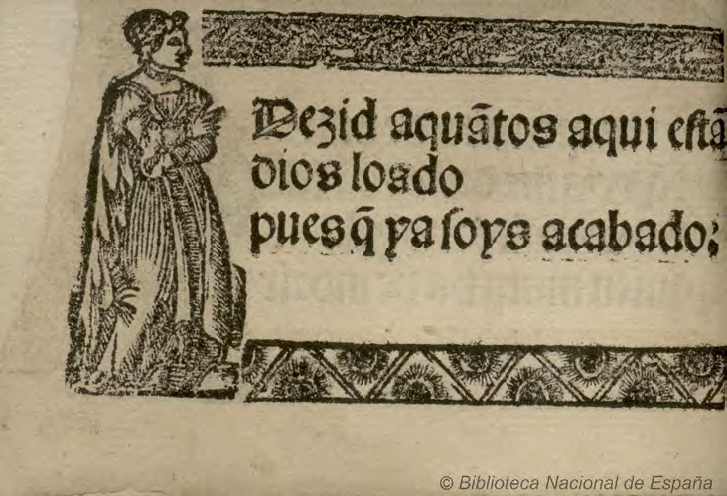 Dezid aquãtos aqui estã
dios loado
pues q̃ ya soys acabado:
© Biblioteca Nacional de España